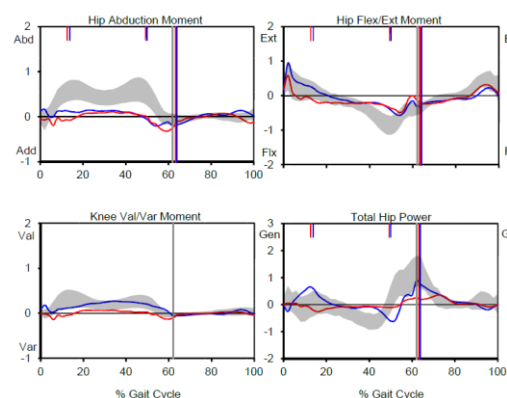 Hip Abduction Moment
2
Abd
1
0
Add
-1
0 20 40 60 80 100
Hip Flex/Ext Moment
2
Ext
1
0
-1
Flx
-2
0 20 40 60 80 100
E
F
Knee Val/Var Moment
2
Val
1
0
Var
-1
0 20 40 60 80 100
% Gait Cycle
Total Hip Power
3
Gen
2
1
0
-1
Abs
-2
0 20 40 60 80 100
% Gait Cycle
G
A